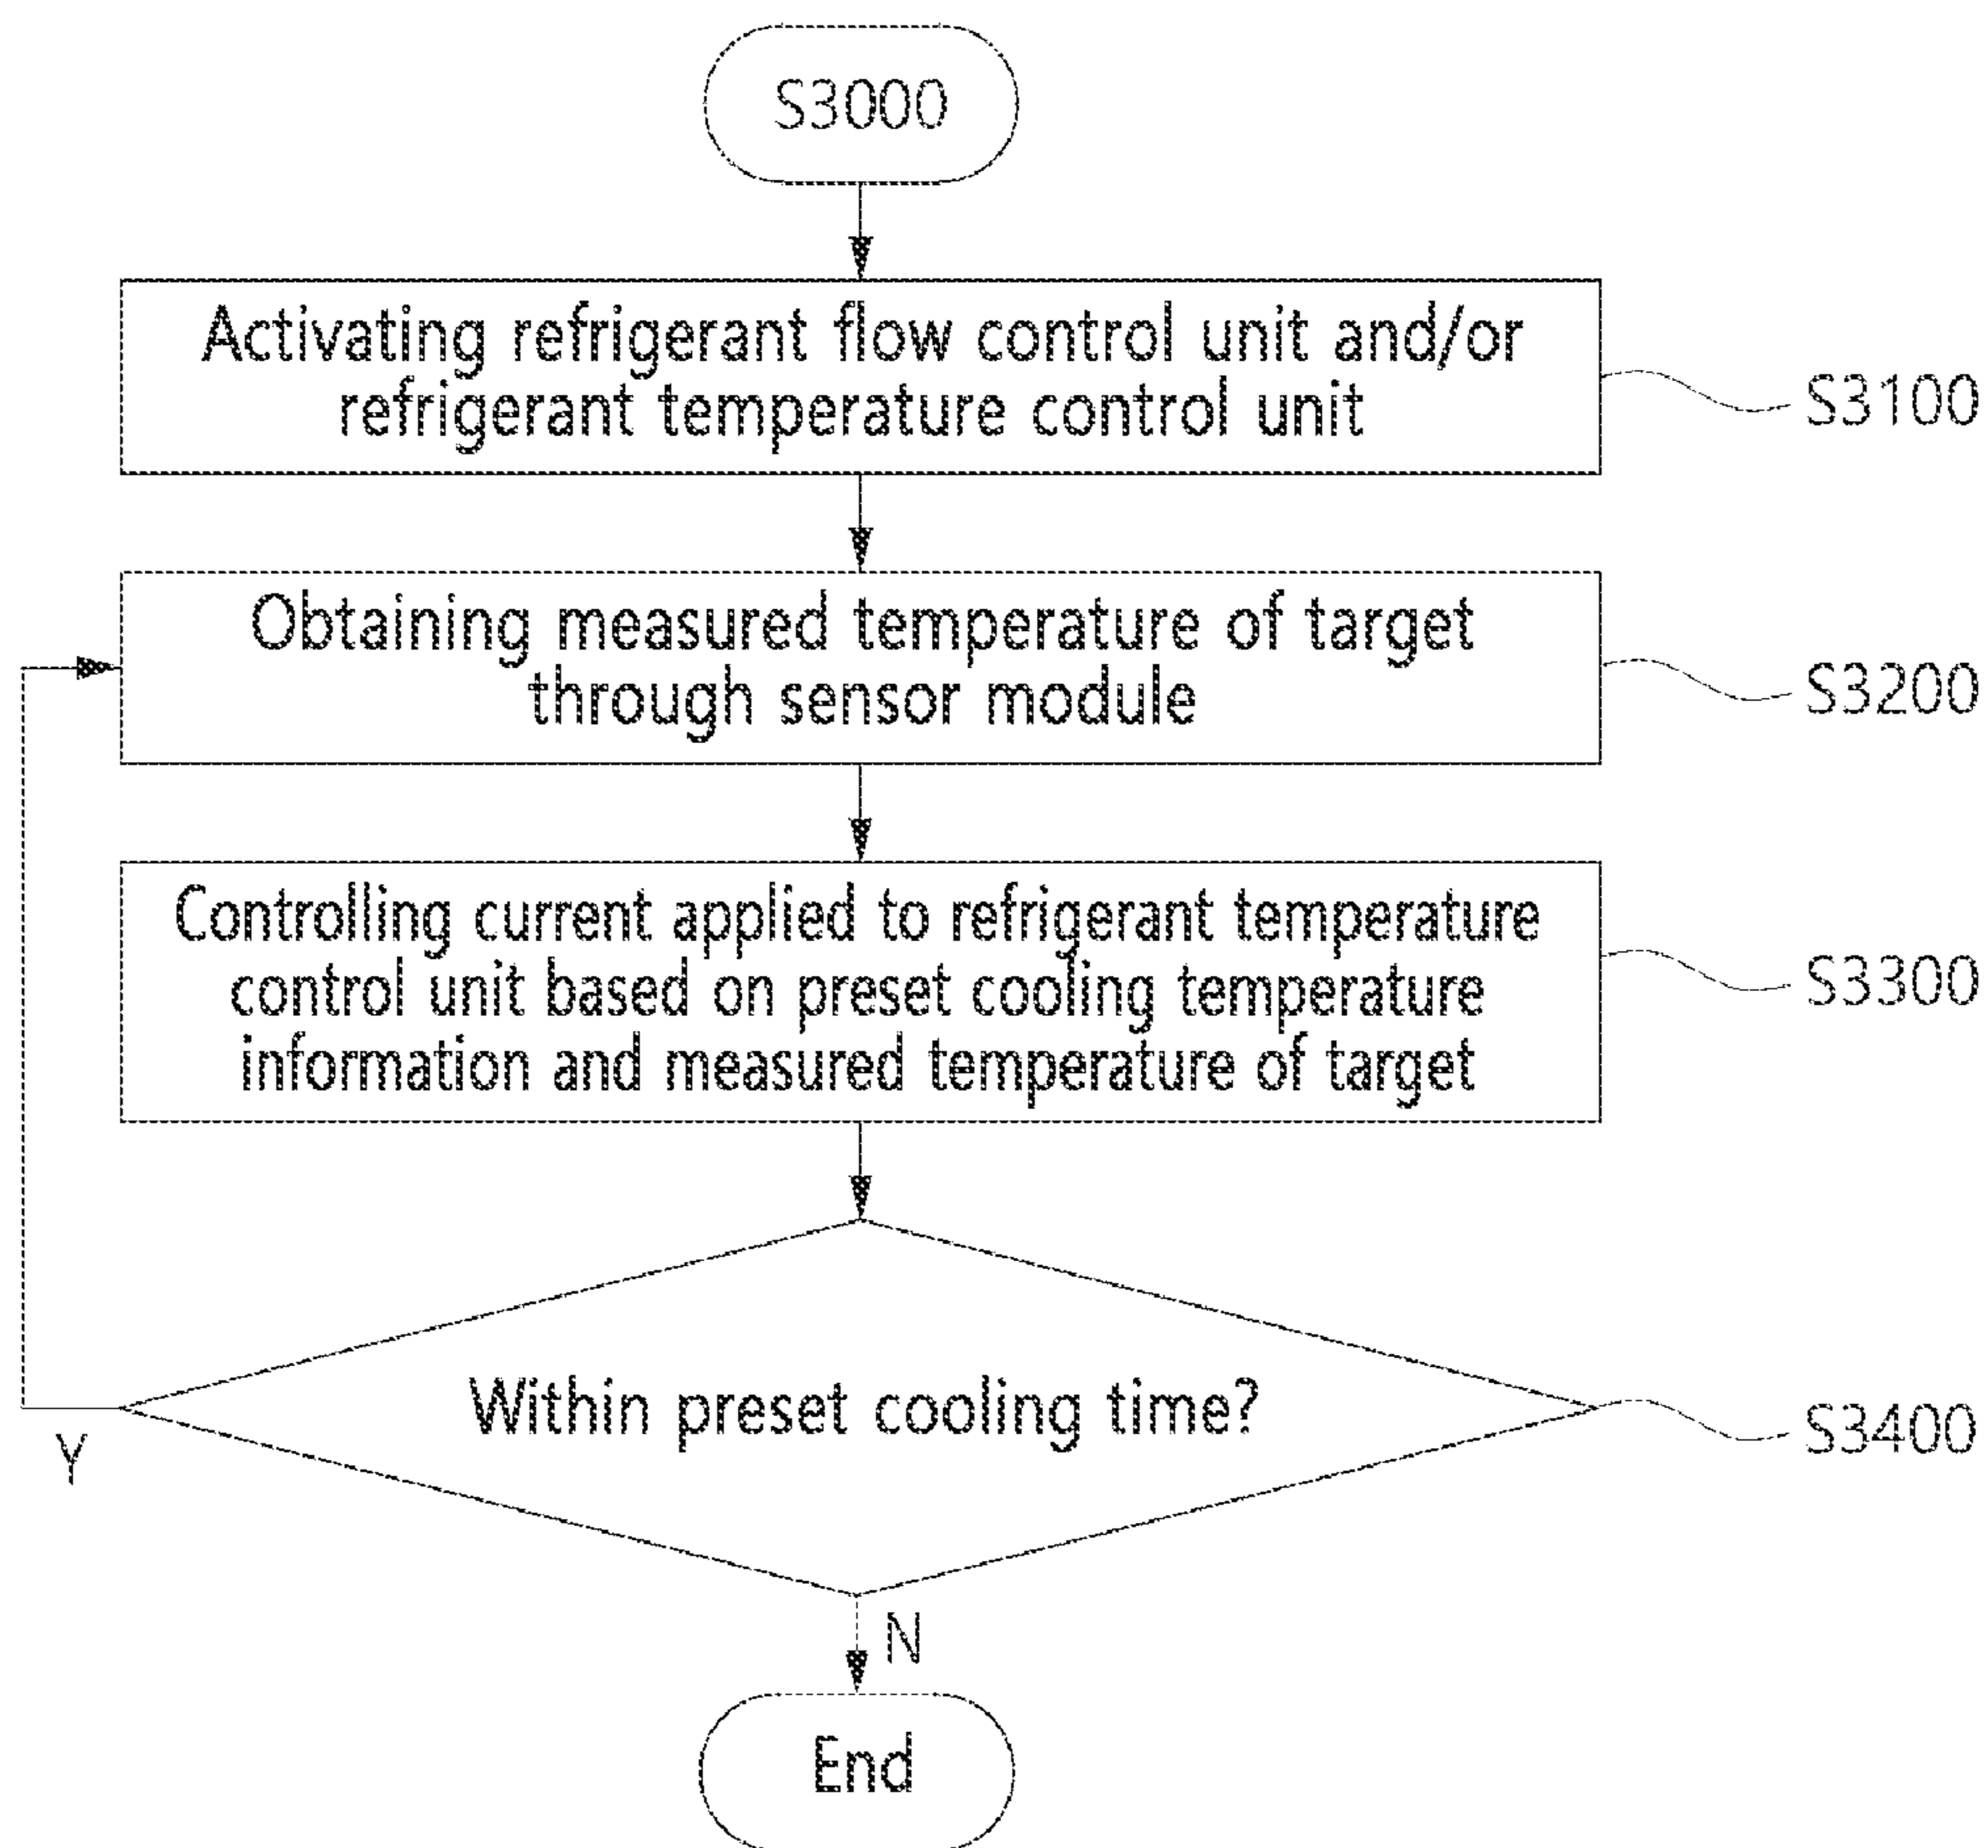 S3000
Activating refrigerant flow control unit and/or
refrigerant temperature control unit
S3100
Obtaining measured temperature of target
through sensor module
S3200
Controlling current applied to refrigerant temperature
control unit based on preset cooling temperature
information and measured temperature of target
S3300
Within preset cooling time?
S3400
Y
N
End